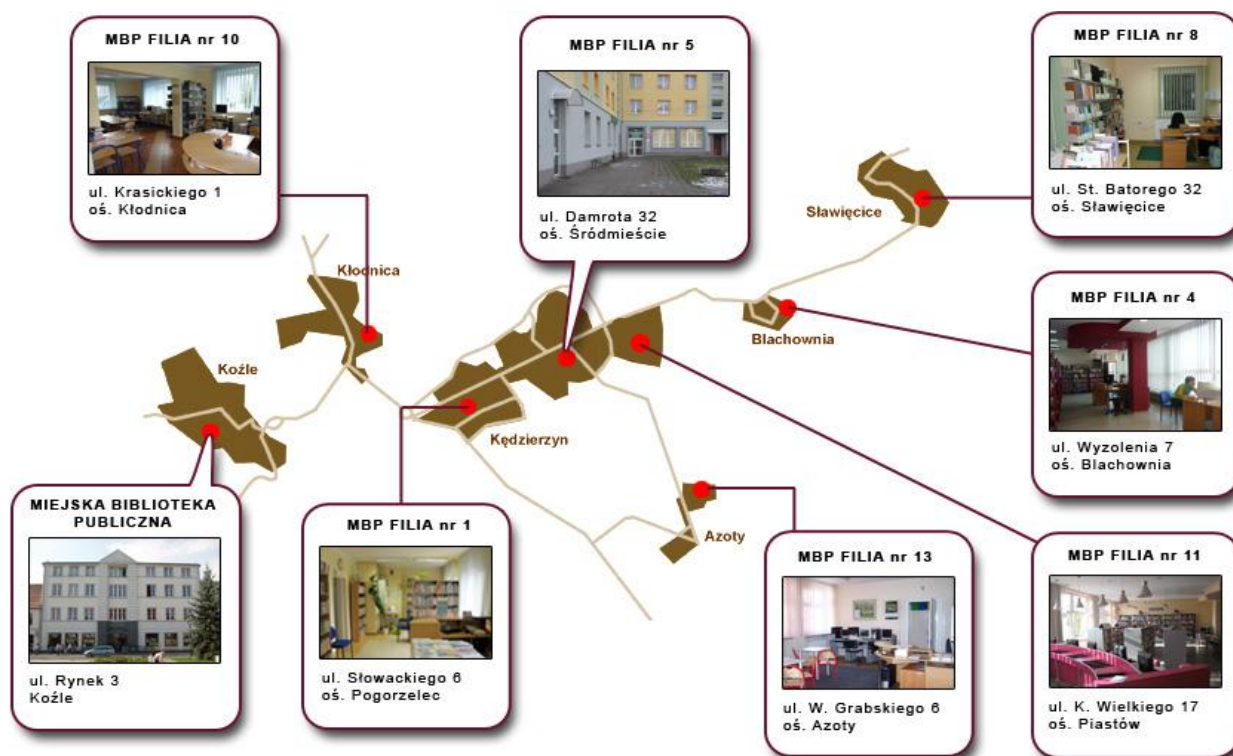 MBP FILIA nr 10
ul. Krasickiego 1
oś. Kłodnica
MBP FILIA nr 5
ul. Damrota 32
oś. Śródmieście
MBP FILIA nr 8
ul. St. Batorego 32
oś. Sławięcice
Sławięcice
Kłodnica
Blachownia
Koźle
Kędzierzyn
Azoty
MBP FILIA nr 4
ul. Wyzolenia 7
oś. Blachownia
MIEJSKA BIBLIOTEKA
PUBLICZNA
ul. Rynek 3
Koźle
MBP FILIA nr 1
ul. Słowackiego 6
oś. Pogorzelec
MBP FILIA nr 13
ul. W. Grabskiego 6
oś. Azoty
MBP FILIA nr 11
ul. K. Wielkiego 17
oś. Piastów